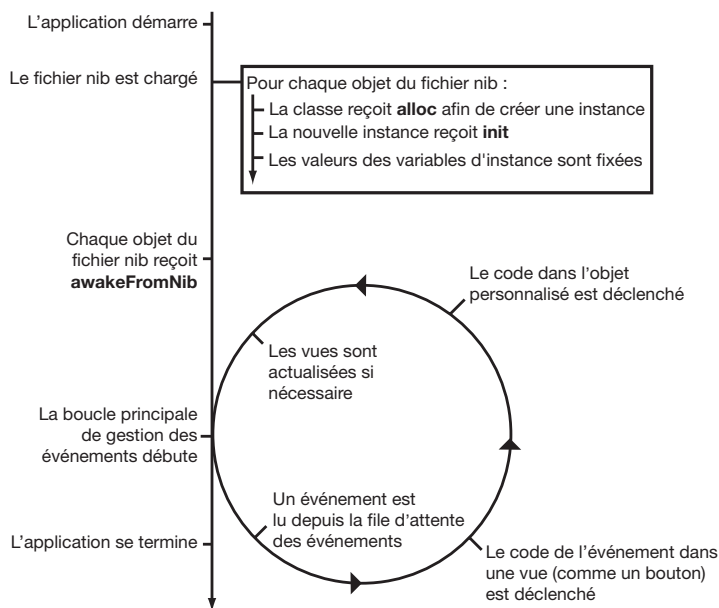 L'application démarre
Le fichier nib est chargé
Pour chaque objet du fichier nib :
La classe reçoit alloc afin de créer une instance
La nouvelle instance reçoit init
Les valeurs des variables d'instance sont fixées
Chaque objet du
fichier nib reçoit
awakeFromNib
Le code dans l'objet
personnalisé est déclenché
Les vues sont
actualisées si
nécessaire
La boucle principale
de gestion des
événements débute
Un événement est
lu depuis la file d'attente
des événements
L'application se termine
Le code de l'événement dans
une vue (comme un bouton)
est déclenché